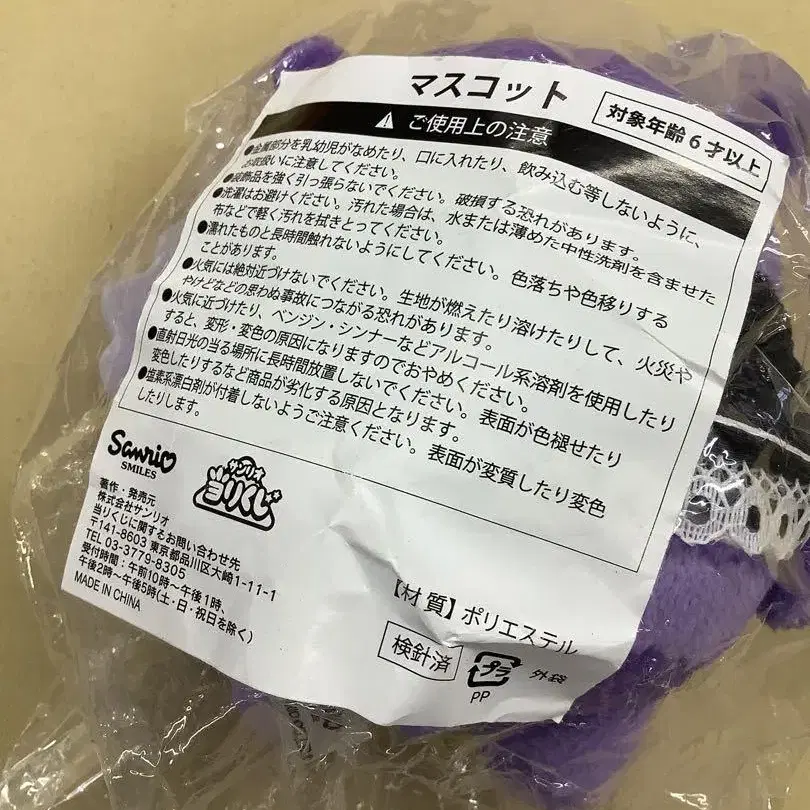 マスコット
対象年齢6才以上
⚠ ご使用上の注意
●金属部分を乳幼児がなめたり、口に入れたり、飲み込む等しないように、
お取扱いに注意してください。
●装飾品を強く引っ張らないでください。破損する恐れがあります。
●洗濯はお避けください。汚れた場合は、水または薄めた中性洗剤を含ませた
布などで軽く汚れを拭きとってください。
●濡れたものと長時間触れないようにしてください。色落ちや色移りする
ことがあります。
●火気には絶対近づけないでください。生地が燃えたり溶けたりして、火災や
やけどなどの思わぬ事故につながる恐れがあります。
●火気に近づけたり、ベンジン・シンナーなどアルコール系溶剤を使用したり
すると、変形・変色の原因になりますのでおやめください。
●直射日光の当る場所に長時間放置しないでください。表面が色褪せたり
変色したりするなど商品が劣化する原因となります。
●塩素系漂白剤が付着しないようご注意ください。表面が変質したり変色
したりします。
Sanrio
SMILES
サンリオ
当りくじ
著作・発売元
株式会社サンリオ
当りくじに関するお問い合わせ先
〒141-8603 東京都品川区大崎1-11-1
TEL 03-3779-8305
受付時間：午前10時～午後1時、
午後2時～午後5時(土・日・祝日を除く)
MADE IN CHINA
【材質】ポリエステル
検針済
プラ
PP
外袋